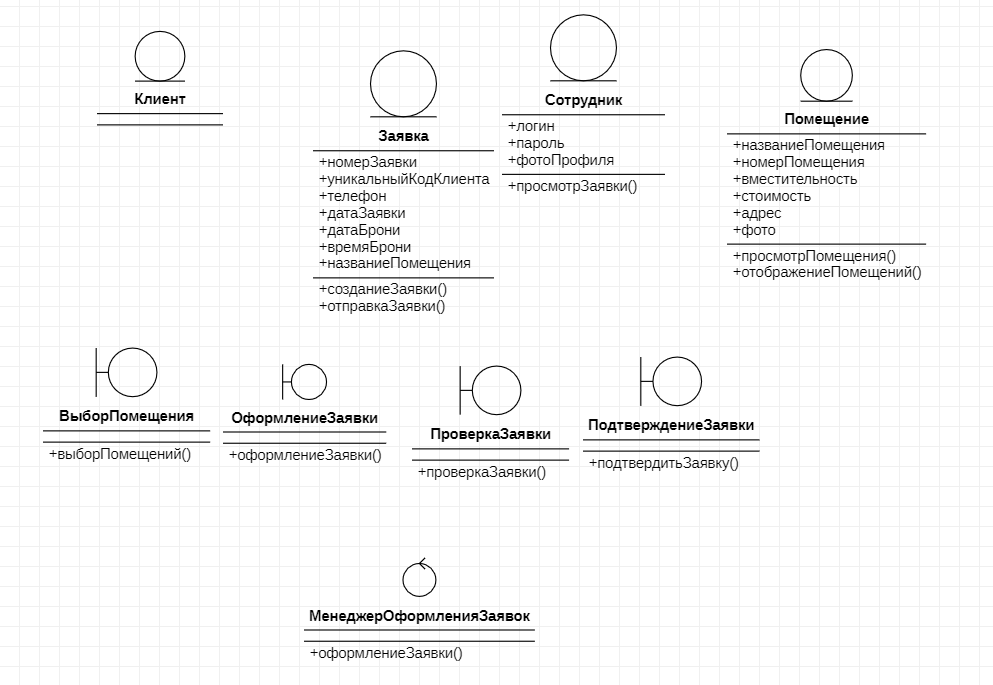 Клиент
Заявка
+номерЗаявки
+уникальныйКодКлиента
+телефон
+датаЗаявки
+датаБрони
+времяБрони
+названиеПомещения
+созданиеЗаявки()
+отправкаЗаявки()
Сотрудник
+логин
+пароль
+фотоПрофиля
+просмотрЗаявки()
Помещение
+названиеПомещения
+номерПомещения
+вместительность
+стоимость
+адрес
+фото
+просмотрПомещения()
+отображениеПомещений()
ВыборПомещения
+выборПомещений()
ОформлениеЗаявки
+оформлениеЗаявки()
ПроверкаЗаявки
+проверкаЗаявки()
ПодтверждениеЗаявки
+подтвердитьЗаявку()
МенеджерОформленияЗаявок
+оформлениеЗаявки()